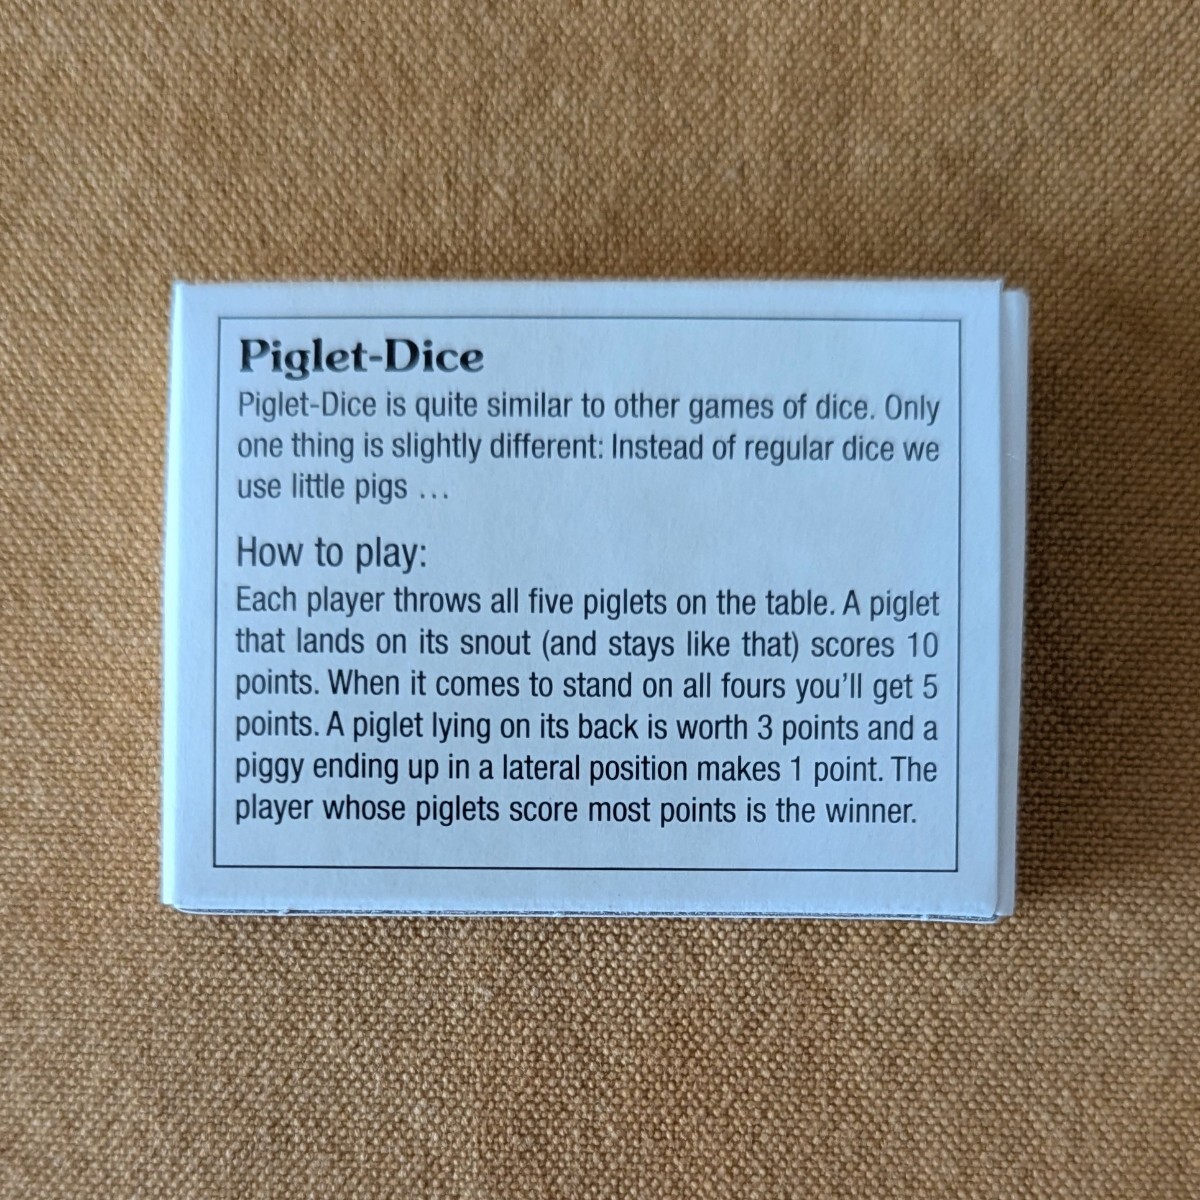 Piglet-Dice
Piglet-Dice is quite similar to other games of dice. Only
one thing is slightly different: Instead of regular dice we
use little pigs …
How to play:
Each player throws all five piglets on the table. A piglet
that lands on its snout (and stays like that) scores 10
points. When it comes to stand on all fours you’ll get 5
points. A piglet lying on its back is worth 3 points and a
piggy ending up in a lateral position makes 1 point. The
player whose piglets score most points is the winner.